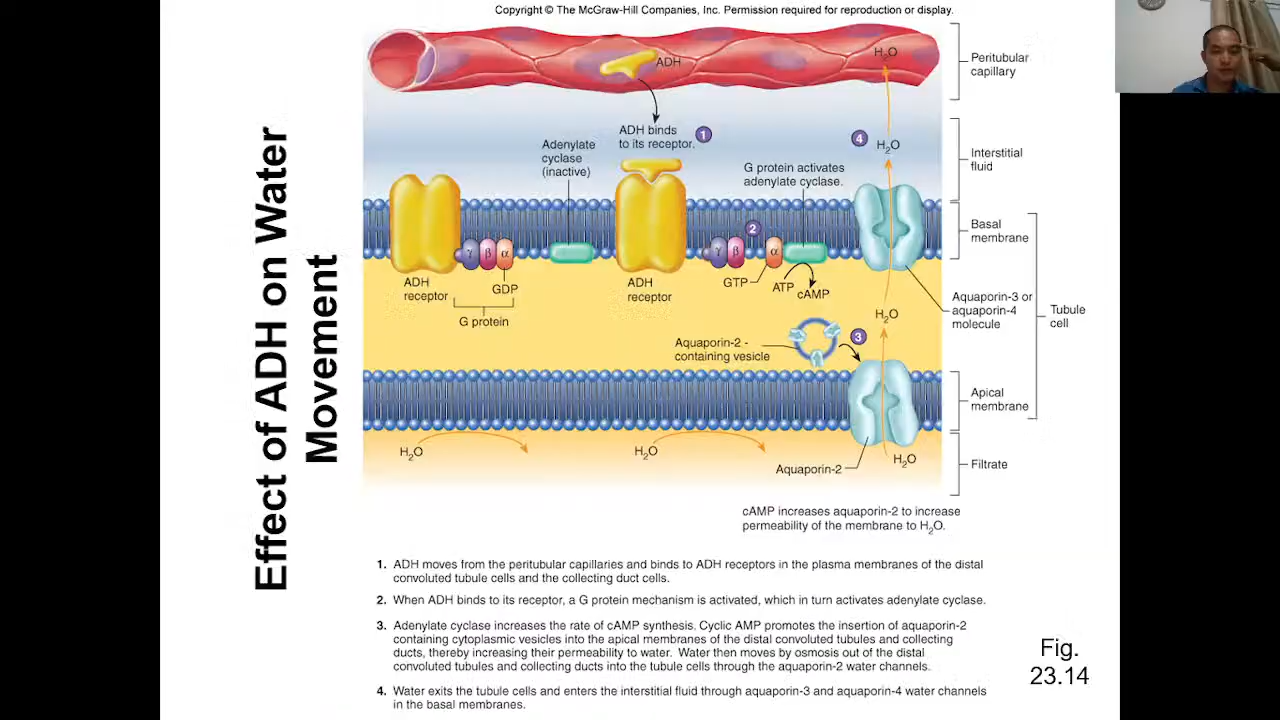 Copyright © The McGraw-Hill Companies, Inc. Permission required for reproduction or display.
Effect of ADH on Water
Movement
H₂O
ADH
Peritubular
capillary
ADH binds
to its receptor.
1
4
H₂O
Adenylate
cyclase
(inactive)
G protein activates
adenylate cyclase.
Interstitial
fluid
2
Basal
membrane
γ
β
α
γ
β
α
ADH
receptor
GDP
G protein
ADH
receptor
GTP
ATP
cAMP
H₂O
Aquaporin-3 or
aquaporin-4
molecule
Tubule
cell
Aquaporin-2 -
containing vesicle
3
Apical
membrane
H₂O
H₂O
Aquaporin-2
H₂O
Filtrate
cAMP increases aquaporin-2 to increase
permeability of the membrane to H₂O.
1. ADH moves from the peritubular capillaries and binds to ADH receptors in the plasma membranes of the distal
convoluted tubule cells and the collecting duct cells.
2. When ADH binds to its receptor, a G protein mechanism is activated, which in turn activates adenylate cyclase.
3. Adenylate cyclase increases the rate of cAMP synthesis. Cyclic AMP promotes the insertion of aquaporin-2
containing cytoplasmic vesicles into the apical membranes of the distal convoluted tubules and collecting
ducts, thereby increasing their permeability to water. Water then moves by osmosis out of the distal
convoluted tubules and collecting ducts into the tubule cells through the aquaporin-2 water channels.
4. Water exits the tubule cells and enters the interstitial fluid through aquaporin-3 and aquaporin-4 water channels
in the basal membranes.
Fig.
23.14